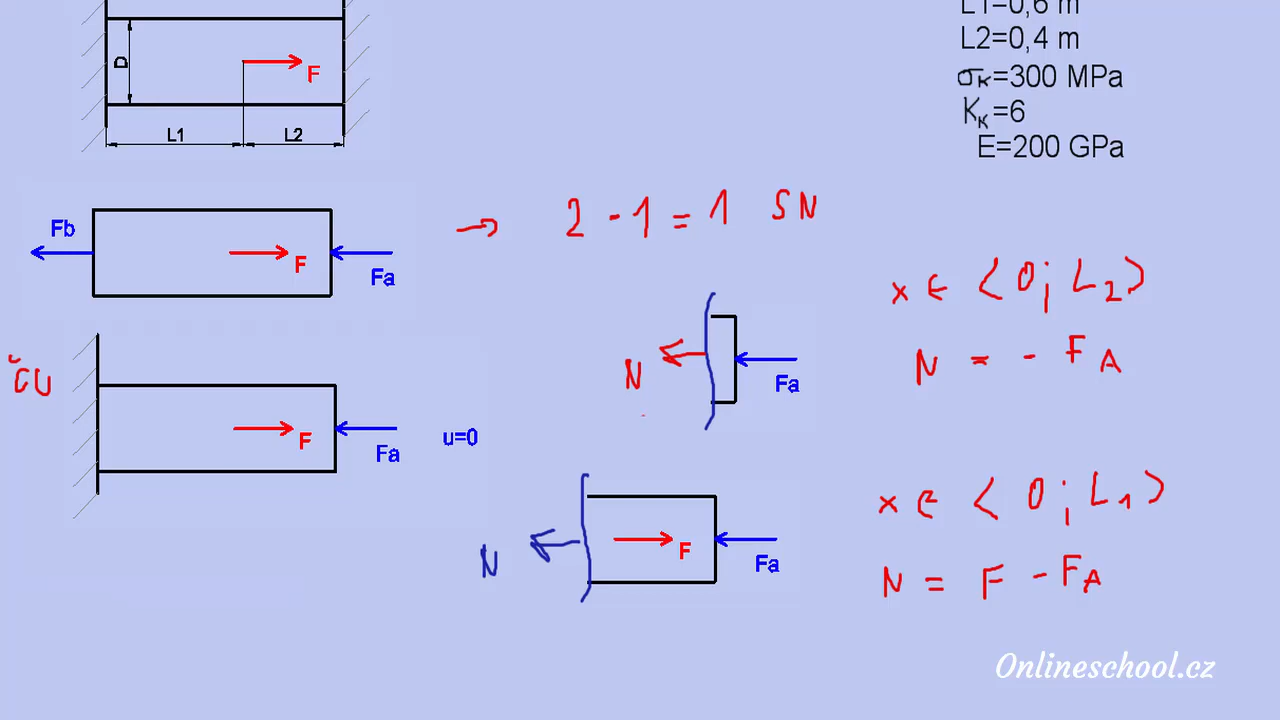 L1=0,6 m
L2=0,4 m
σK=300 MPa
KK=6
E=200 GPa
D
F
L1
L2
Fb
F
Fa
→ 2 - 1 = 1 SN
x ∈ <0; L2)
N = - FA
N
Fa
ČU
F
Fa
u=0
x ∈ <0; L1)
N = F - FA
N
F
Fa
Onlineschool.cz